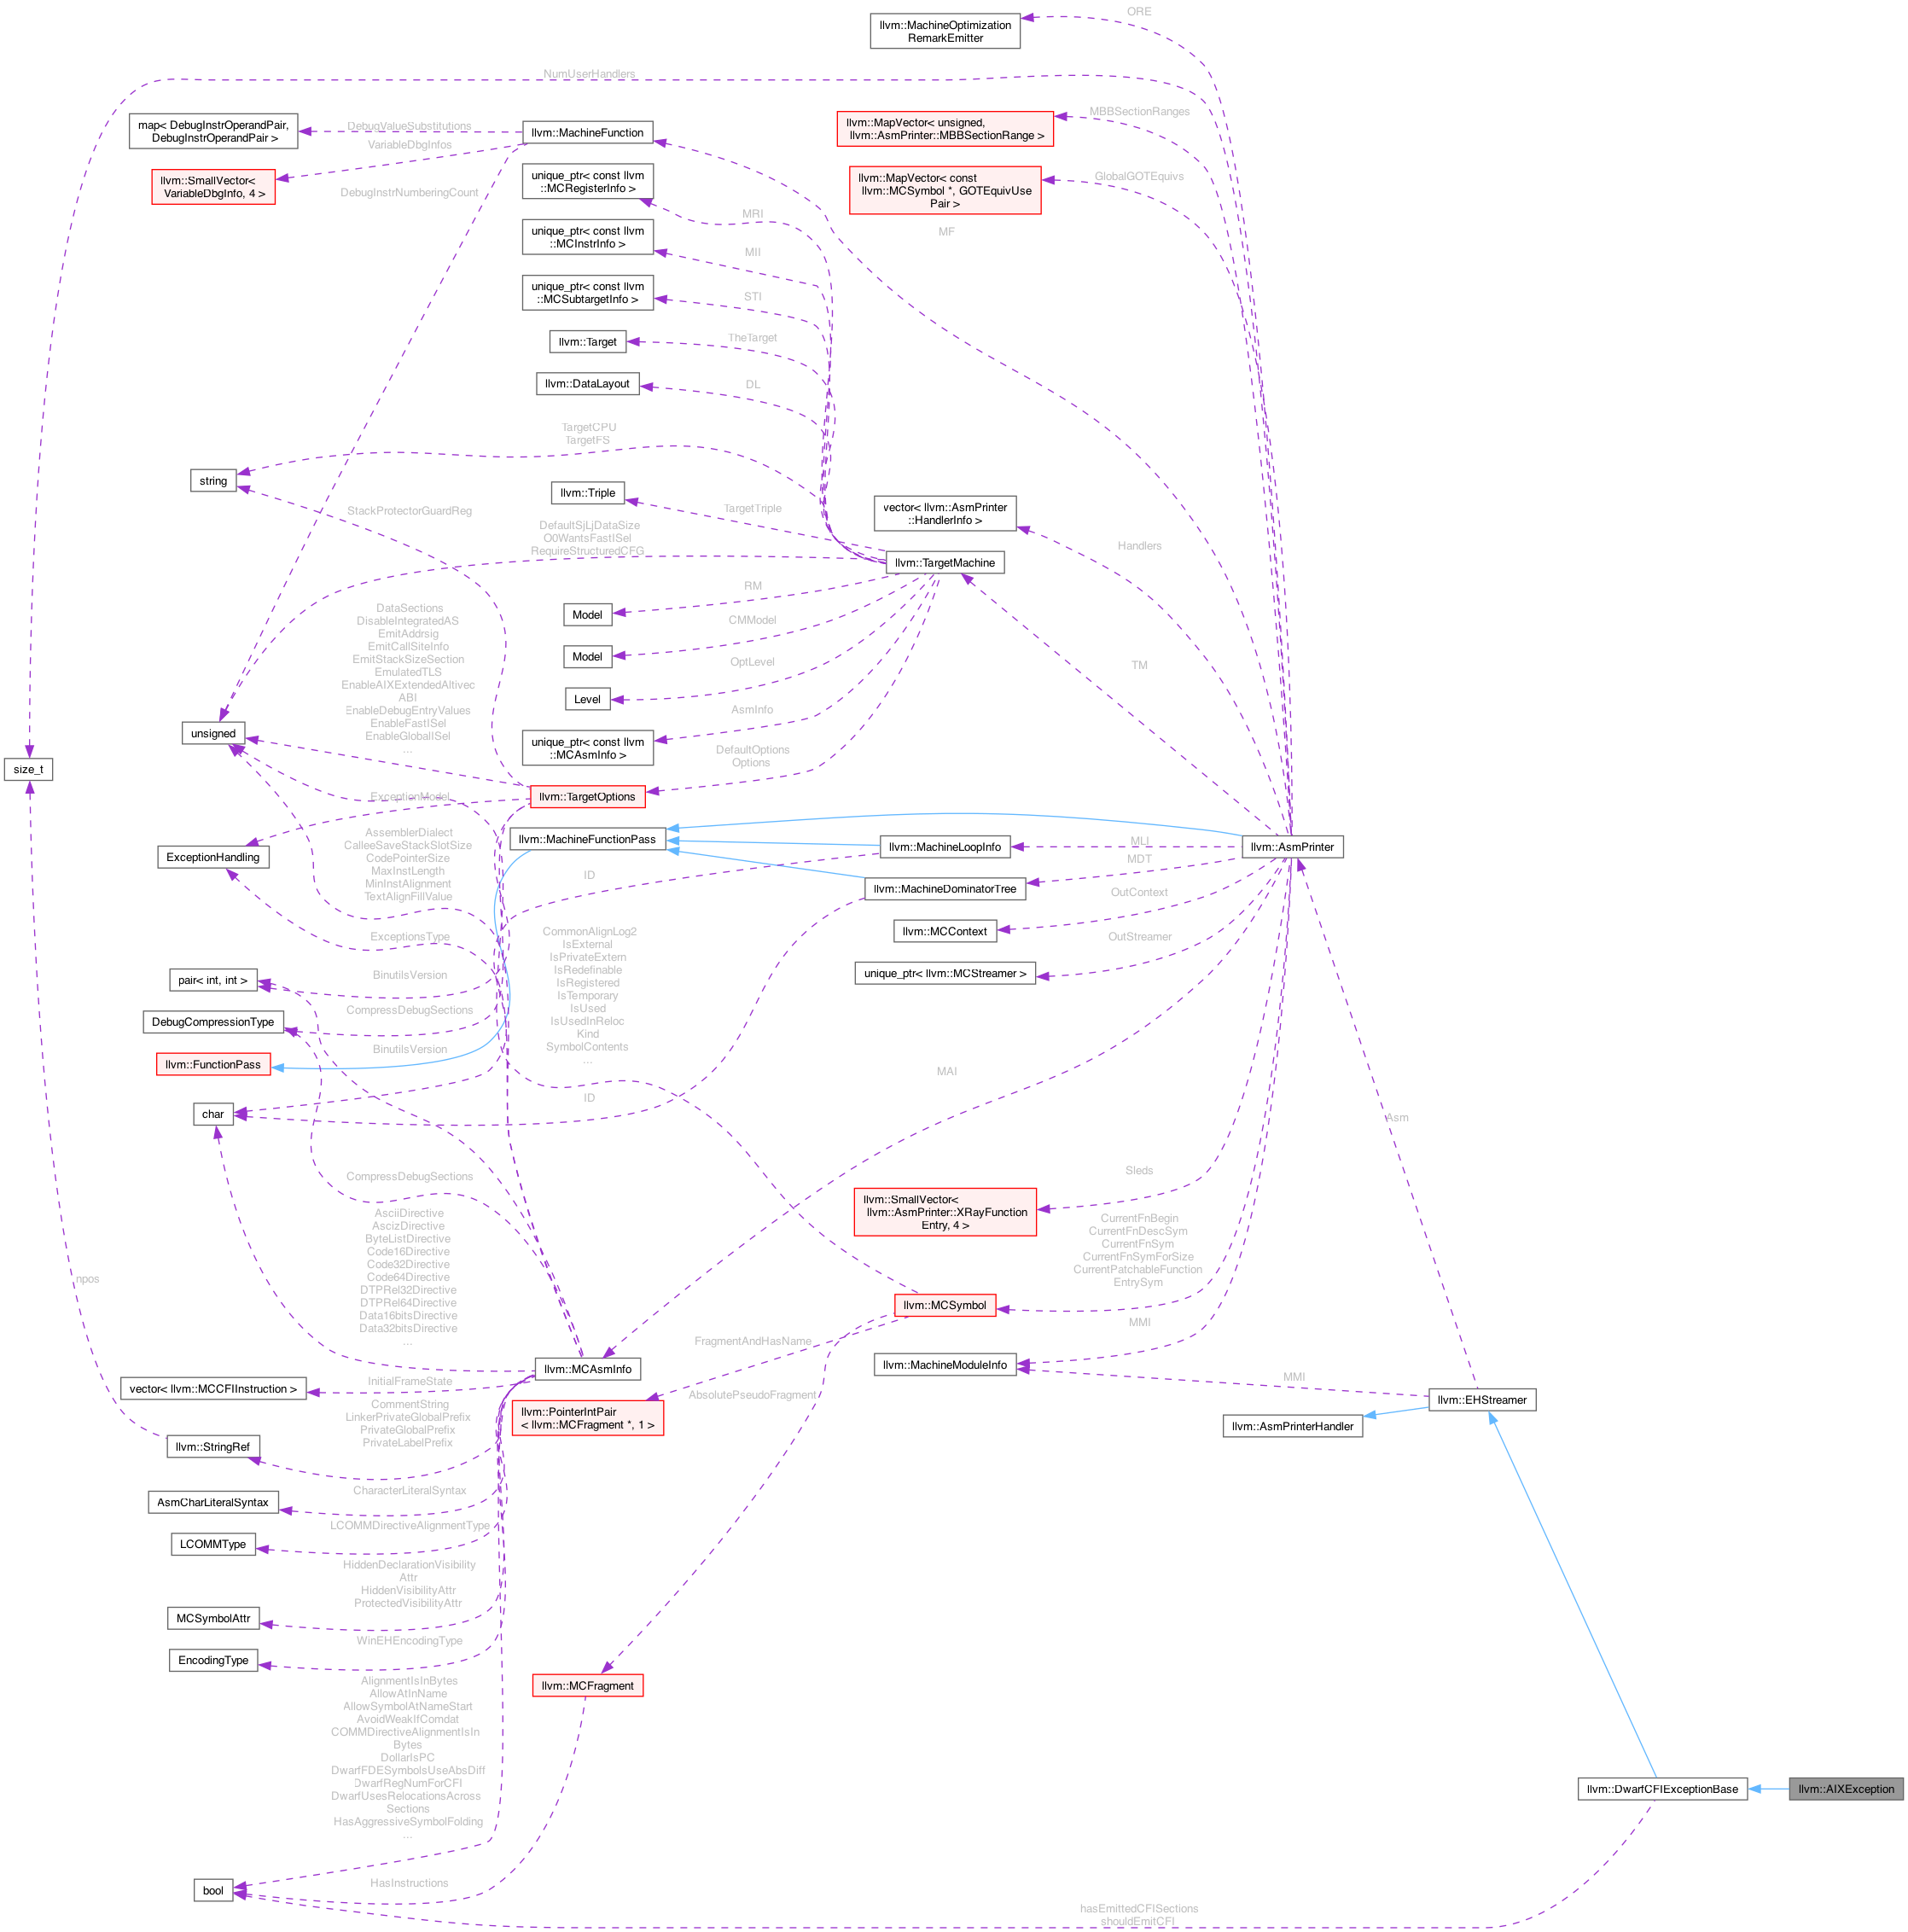 ORE
llvm::MachineOptimization
RemarkEmitter
NumUserHandlers
map< DebugInstrOperandPair,
DebugInstrOperandPair >
DebugValueSubstitutions
llvm::MachineFunction
llvm::MapVector< unsigned,
llvm::AsmPrinter::MBBSectionRange >
MBBSectionRanges
VariableDbgInfos
llvm::SmallVector<
VariableDbgInfo, 4 >
DebugInstrNumberingCount
unique_ptr< const llvm
::MCRegisterInfo >
llvm::MapVector< const
llvm::MCSymbol *, GOTEquivUse
Pair >
GlobalGOTEquivs
MRI
MF
unique_ptr< const llvm
::MCInstrInfo >
MII
unique_ptr< const llvm
::MCSubtargetInfo >
STI
llvm::Target
TheTarget
llvm::DataLayout
DL
TargetCPU
TargetFS
string
llvm::Triple
TargetTriple
vector< llvm::AsmPrinter
::HandlerInfo >
Handlers
StackProtectorGuardReg
DefaultSjLjDataSize
O0WantsFastISel
RequireStructuredCFG
llvm::TargetMachine
RM
Model
CMModel
Model
OptLevel
Level
AsmInfo
unique_ptr< const llvm
::MCAsmInfo >
TM
DataSections
DisableIntegratedAS
EmitAddrsig
EmitCallSiteInfo
EmitStackSizeSection
EmulatedTLS
EnableAIXExtendedAltivec
ABI
EnableDebugEntryValues
EnableFastISel
EnableGlobalISel
...
unsigned
size_t
DefaultOptions
Options
llvm::TargetOptions
ExceptionModel
ExceptionHandling
AssemblerDialect
CalleeSaveStackSlotSize
CodePointerSize
MaxInstLength
MinInstAlignment
TextAlignFillValue
llvm::MachineFunctionPass
llvm::MachineLoopInfo
MLI
llvm::AsmPrinter
MDT
ID
llvm::MachineDominatorTree
OutContext
llvm::MCContext
OutStreamer
unique_ptr< llvm::MCStreamer >
ExceptionsType
CommonAlignLog2
IsExternal
IsPrivateExtern
IsRedefinable
IsRegistered
IsTemporary
IsUsed
IsUsedInReloc
Kind
SymbolContents
...
pair< int, int >
BinutilsVersion
CompressDebugSections
DebugCompressionType
BinutilsVersion
llvm::FunctionPass
MAI
ID
char
Asm
Sleds
CompressDebugSections
llvm::SmallVector<
llvm::AsmPrinter::XRayFunction
Entry, 4 >
AsciiDirective
AscizDirective
ByteListDirective
Code16Directive
Code32Directive
Code64Directive
DTPRel32Directive
DTPRel64Directive
Data16bitsDirective
Data32bitsDirective
...
CurrentFnBegin
CurrentFnDescSym
CurrentFnSym
CurrentFnSymForSize
CurrentPatchableFunction
EntrySym
npos
llvm::MCSymbol
MMI
FragmentAndHasName
llvm::MachineModuleInfo
MMI
llvm::MCAsmInfo
InitialFrameState
vector< llvm::MCCFIInstruction >
AbsolutePseudoFragment
llvm::EHStreamer
llvm::PointerIntPair
< llvm::MCFragment *, 1 >
llvm::AsmPrinterHandler
CommentString
LinkerPrivateGlobalPrefix
PrivateGlobalPrefix
PrivateLabelPrefix
llvm::StringRef
CharacterLiteralSyntax
AsmCharLiteralSyntax
LCOMMDirectiveAlignmentType
LCOMMType
HiddenDeclarationVisibility
Attr
HiddenVisibilityAttr
ProtectedVisibilityAttr
MCSymbolAttr
WinEHEncodingType
EncodingType
llvm::MCFragment
AlignmentIsInBytes
AllowAtInName
AllowSymbolAtNameStart
AvoidWeakIfComdat
COMMDirectiveAlignmentIsIn
Bytes
DollarIsPC
DwarfFDESymbolsUseAbsDiff
DwarfRegNumForCFI
DwarfUsesRelocationsAcross
Sections
HasAggressiveSymbolFolding
...
llvm::DwarfCFIExceptionBase
llvm::AIXException
HasInstructions
bool
hasEmittedCFISections
shouldEmitCFI